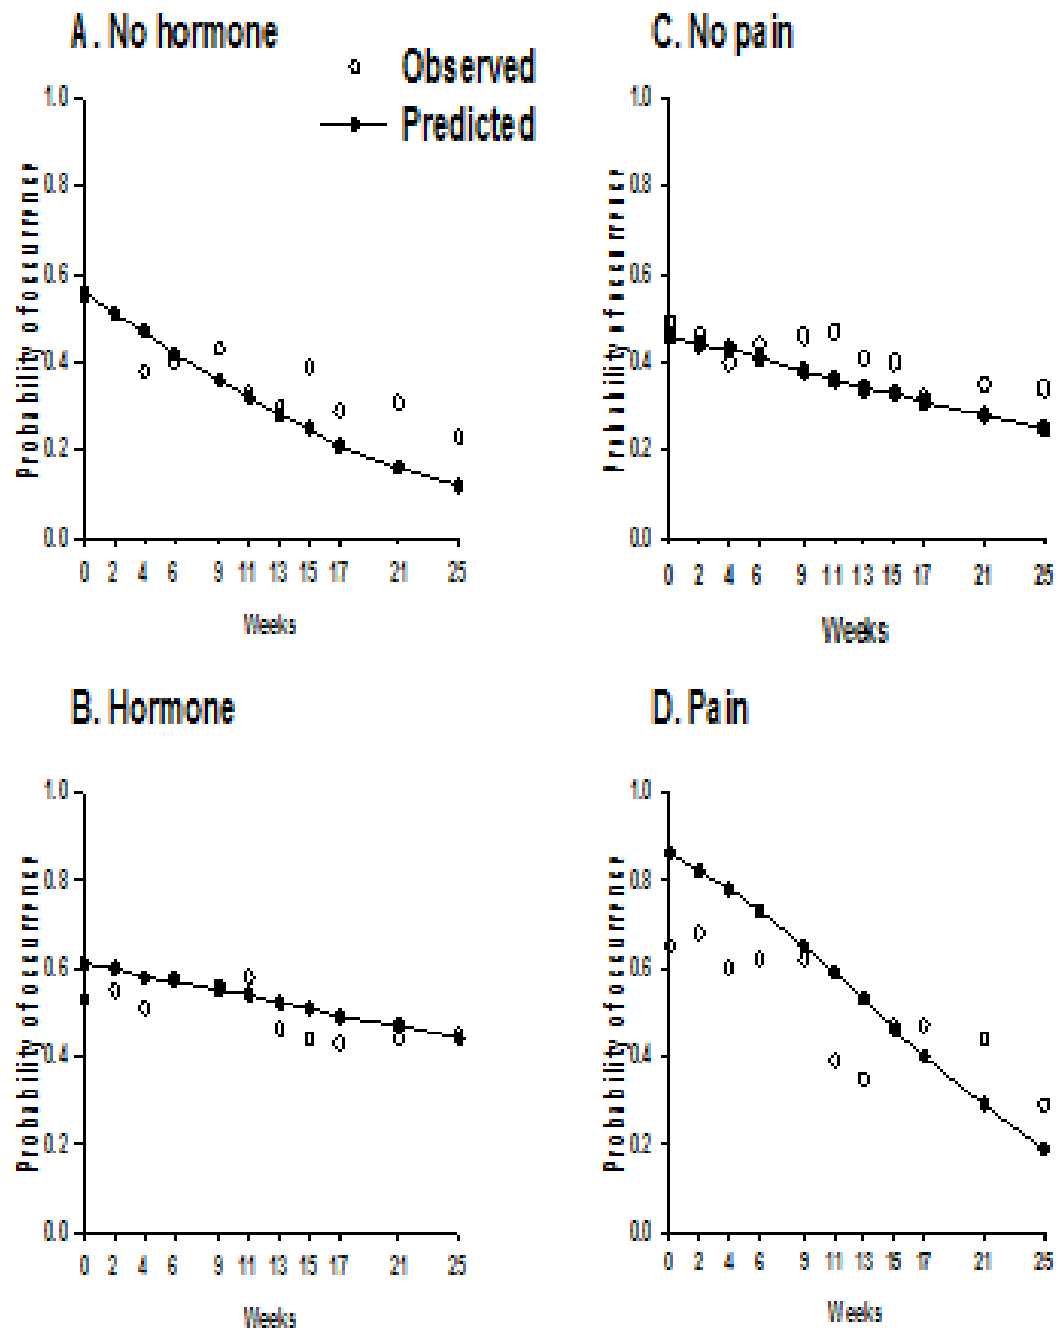 A. No hormone
Observed
Predicted
Probability of occurrence
1.0
0.8
0.6
0.4
0.2
0.0
0 2 4 6 9 11 13 15 17 21 25
Weeks
C. No pain
Probability of occurrence
1.0
0.8
0.6
0.4
0.2
0.0
0 2 4 6 9 11 13 15 17 21 25
Weeks
B. Hormone
Probability of occurrence
1.0
0.8
0.6
0.4
0.2
0.0
0 2 4 6 9 11 13 15 17 21 25
Weeks
D. Pain
Probability of occurrence
1.0
0.8
0.6
0.4
0.2
0.0
0 2 4 6 9 11 13 15 17 21 25
Weeks